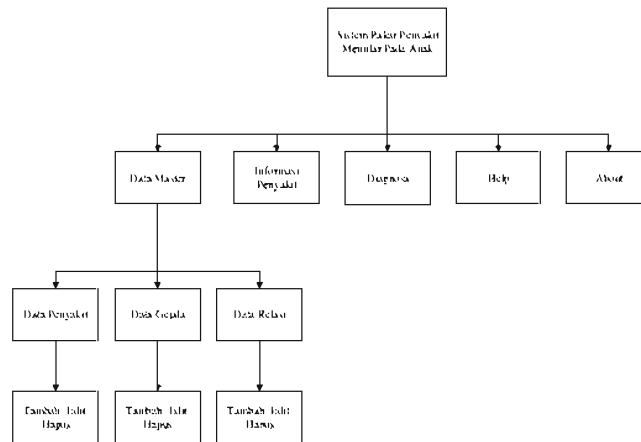 Sistem Pakar Penyakit
Menular Pada Anak
Data Master
Informasi
Penyakit
Diagnosa
Help
About
Data Penyakit
Data Gejala
Data Relasi
Tambah Edit
Hapus
Tambah Edit
Hapus
Tambah Edit
Hapus